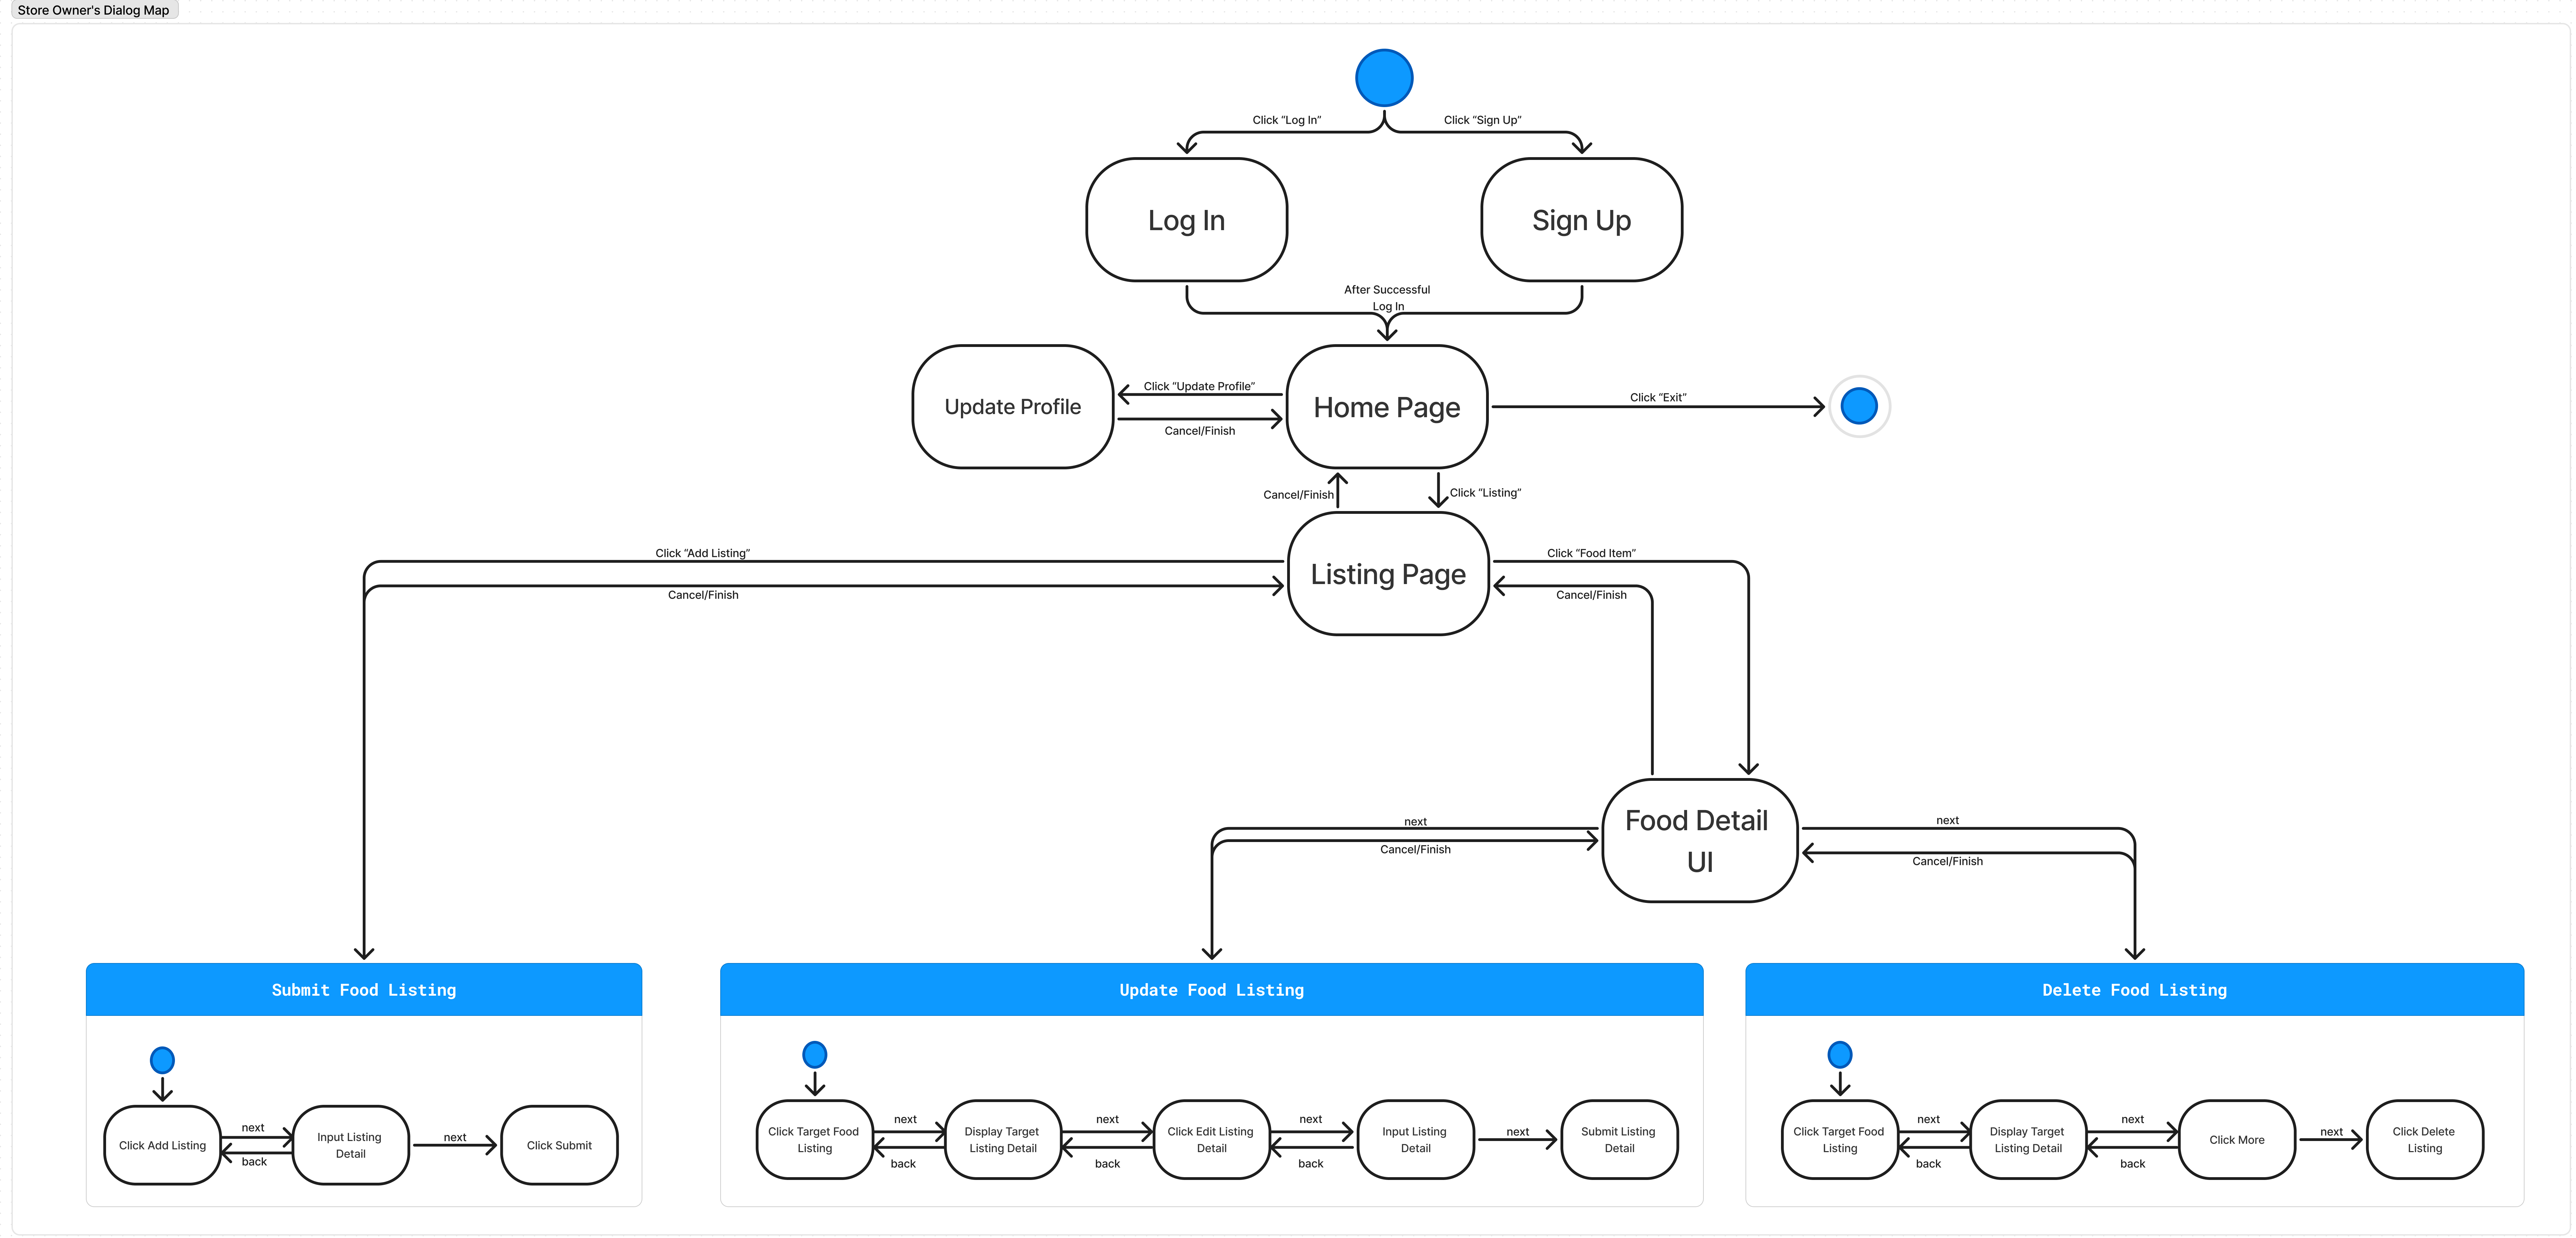 Store Owner's Dialog Map
Click “Log In”
Click “Sign Up”
Log In
Sign Up
After Successful
Log In
Update Profile
Click “Update Profile”
Cancel/Finish
Home Page
Click “Exit”
Cancel/Finish
Click “Listing”
Click “Add Listing”
Cancel/Finish
Listing Page
Click “Food Item”
Cancel/Finish
next
Cancel/Finish
Food Detail
UI
next
Cancel/Finish
Submit Food Listing
Click Add Listing
next
back
Input Listing
Detail
next
Click Submit
Update Food Listing
Click Target Food
Listing
next
back
Display Target
Listing Detail
next
back
Click Edit Listing
Detail
next
back
Input Listing
Detail
next
Submit Listing
Detail
Delete Food Listing
Click Target Food
Listing
next
back
Display Target
Listing Detail
next
back
Click More
next
Click Delete
Listing